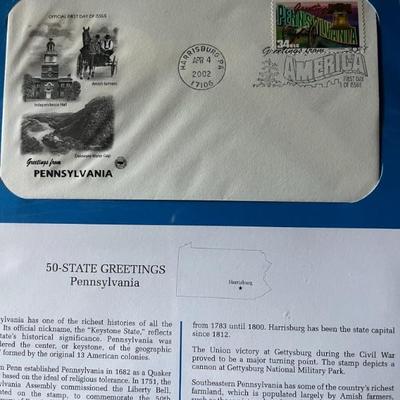 OFFICIAL FIRST DAY OF ISSUE
Independence Hall
Amish farmers
Delaware Water Gap
Greetings from
PENNSYLVANIA
HARRISBURG PA
APR 4
2002
17106
Greetings from
PENNSYLVANIA
34 USA
Greetings from
AMERICA
FIRST DAY
OF ISSUE
50-STATE GREETINGS
Pennsylvania
Harrisburg
ylvania has one of the richest histories of all the
Its official nickname, the "Keystone State," reflects
tate's historical significance. Pennsylvania was
dered the center, or keystone, of the geographic
formed by the original 13 American colonies.
m Penn established Pennsylvania in 1682 as a Quaker
based on the ideal of religious tolerance. In 1751, the
ylvania Assembly commissioned the Liberty Bell,
ated on the stamp, to commemorate the 50th
from 1783 until 1800. Harrisburg has been the state capital
since 1812.
The Union victory at Gettysburg during the Civil War
proved to be a major turning point. The stamp depicts a
cannon at Gettysburg National Military Park.
Southeastern Pennsylvania has some of the country's richest
farmland, which is populated largely by Amish farmers,